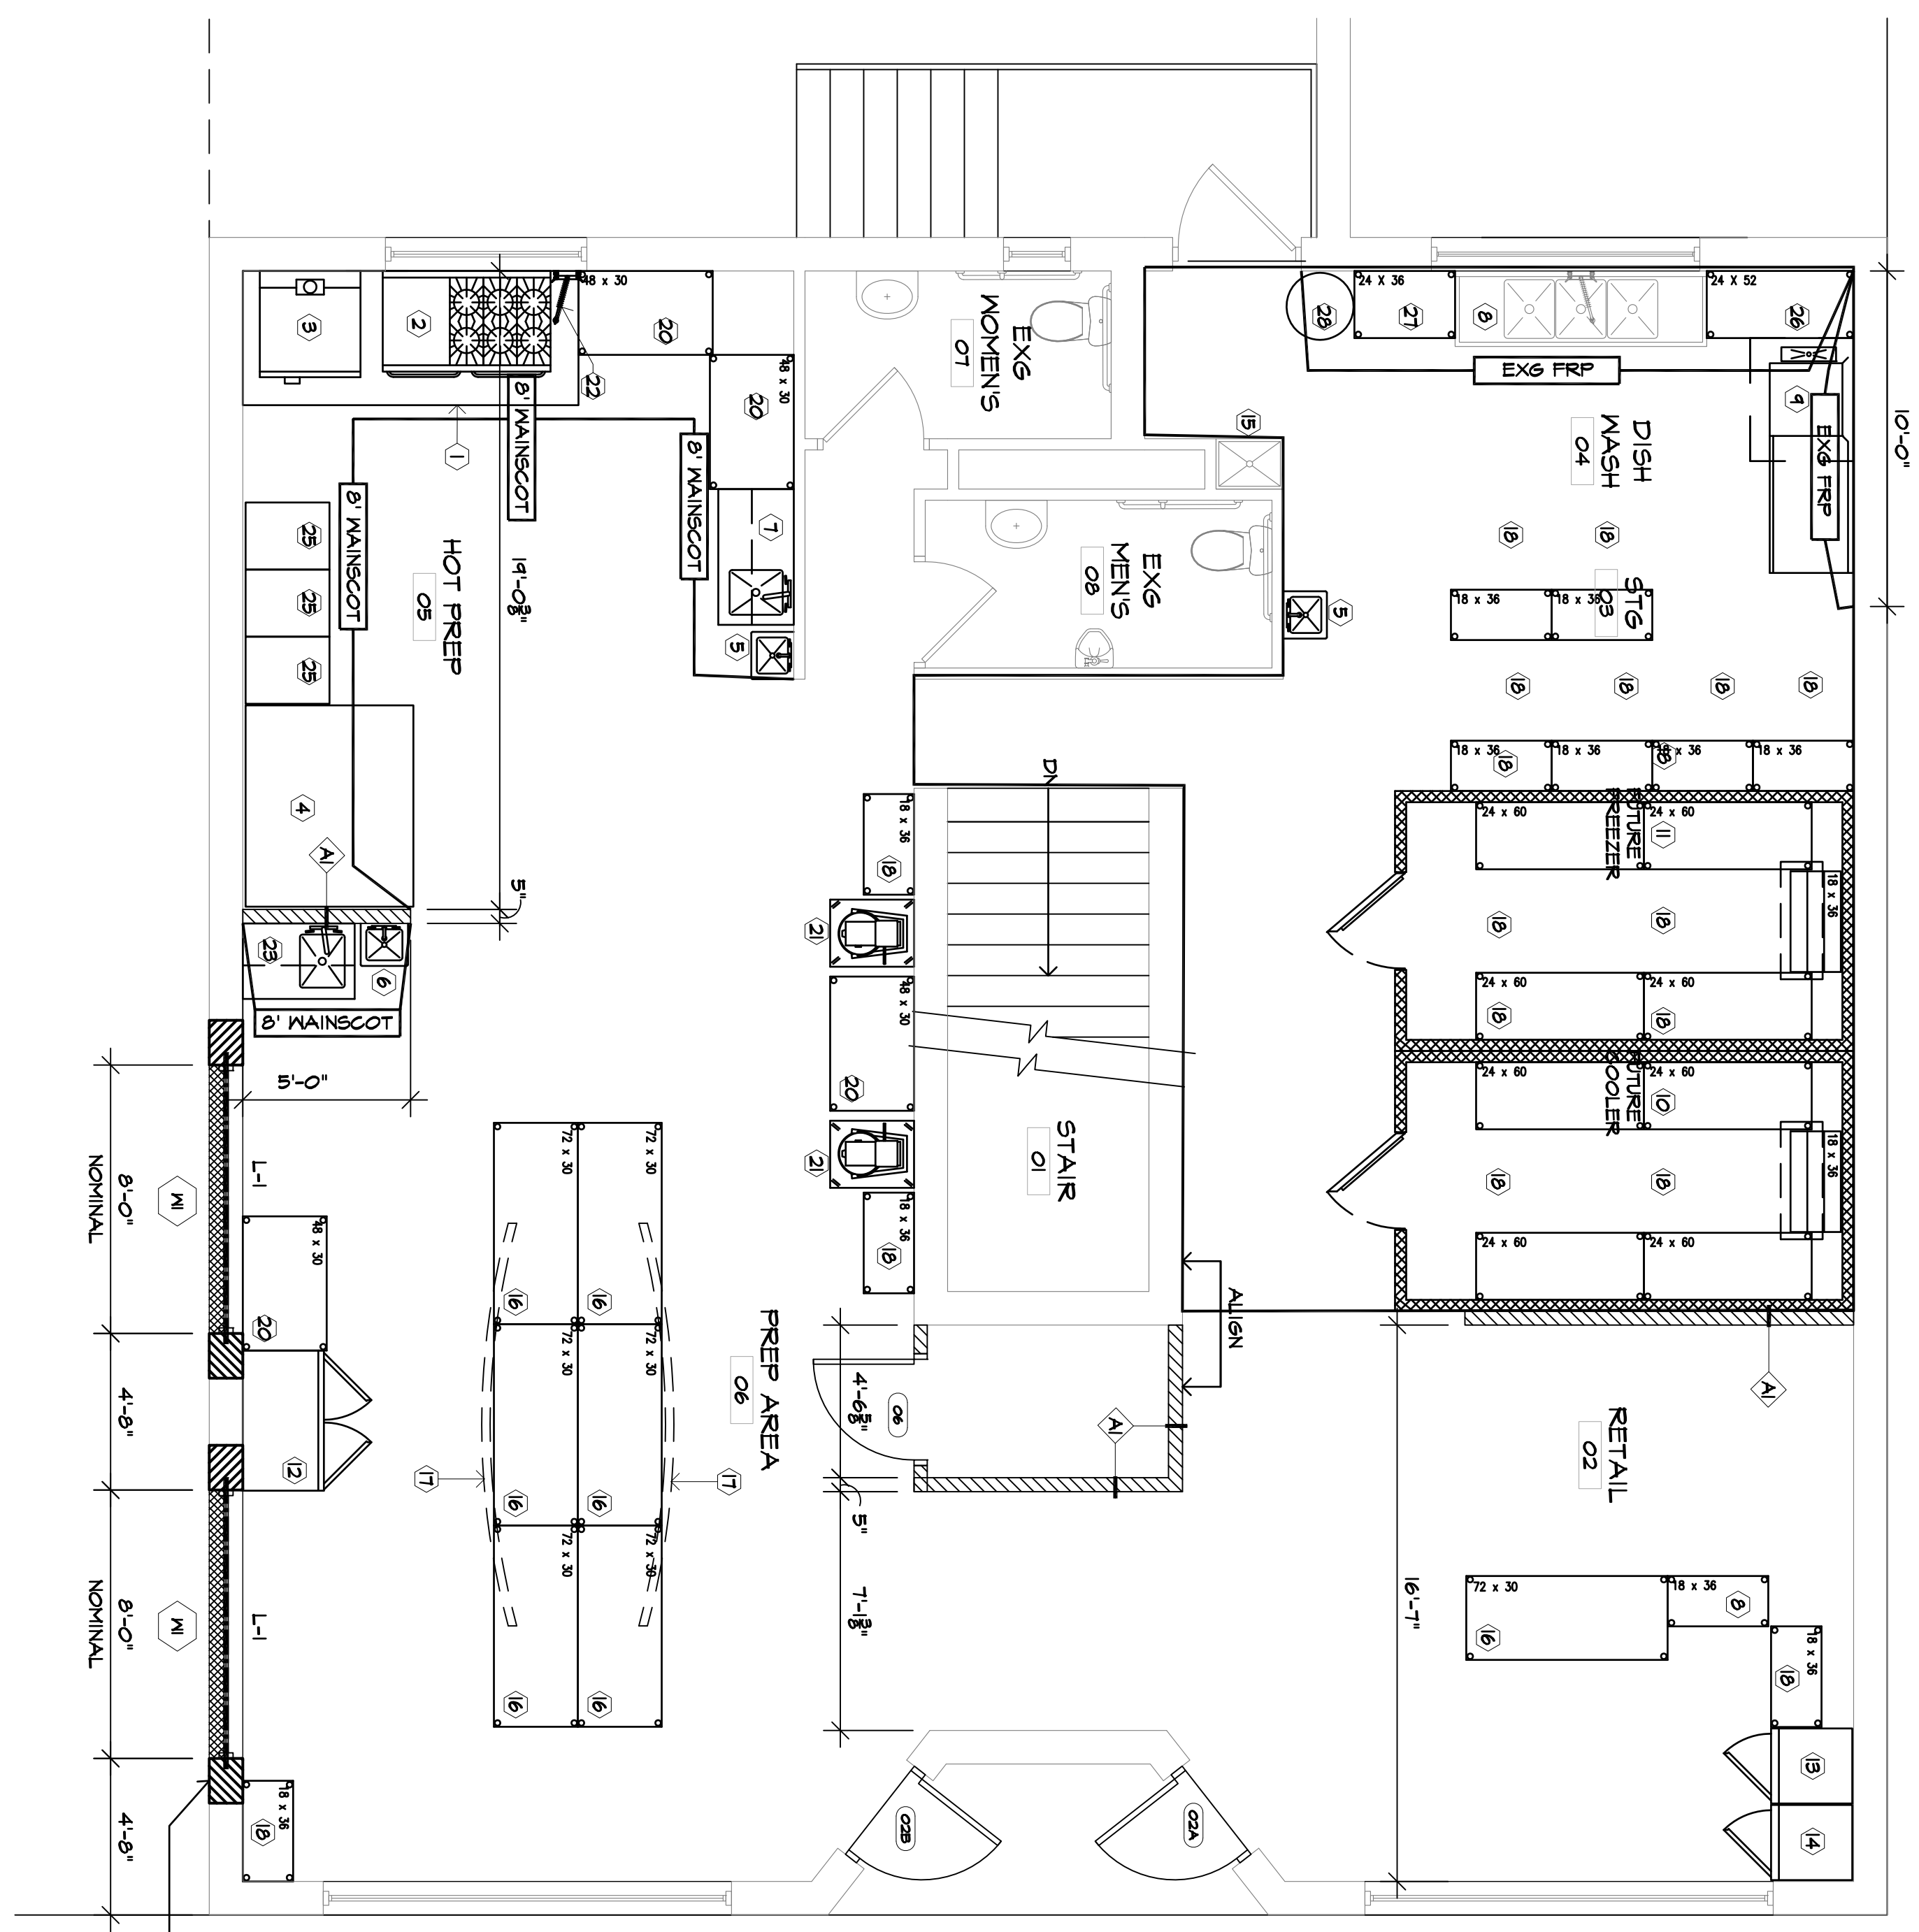 48 x 30
20
3
2
22
48 x 30
20
8' WAINSCOT
1
8' WAINSCOT
8' WAINSCOT
7
5
25
25
25
HOT PREP
05
19'-0 3/8"
4
A1
5"
23
6
8' WAINSCOT
5'-0"
EXG
WOMEN'S
07
EXG
MEN'S
08
15
5
24 X 36
27
28
8
24 X 52
26
EXG FRP
9
EXG FRP
10'-0"
DISH
WASH
04
18
18
STG
03
18 x 36
18 x 36
18
18
18
18
18 x 36
18 x 36
18 x 36
18 x 36
18
18
FUTURE
FREEZER
24 x 60
24 x 60
11
18 x 36
18
18
24 x 60
24 x 60
18
18
FUTURE
COOLER
24 x 60
24 x 60
10
18 x 36
18
18
24 x 60
24 x 60
DN
18 x 36
18
21
48 x 30
20
21
18 x 36
18
STAIR
01
ALIGN
A1
A1
06
4'-6 5/8"
5"
7'-1 3/8"
16'-7"
PREP AREA
06
72 x 30
72 x 30
16
16
72 x 30
72 x 30
16
16
72 x 30
72 x 30
16
16
17
17
L-1
W1
8'-0"
NOMINAL
48 x 30
20
12
4'-8"
L-1
W1
8'-0"
NOMINAL
18 x 36
18
4'-8"
RETAIL
02
72 x 30
16
18 x 36
8
18 x 36
18
13
14
02B
02A